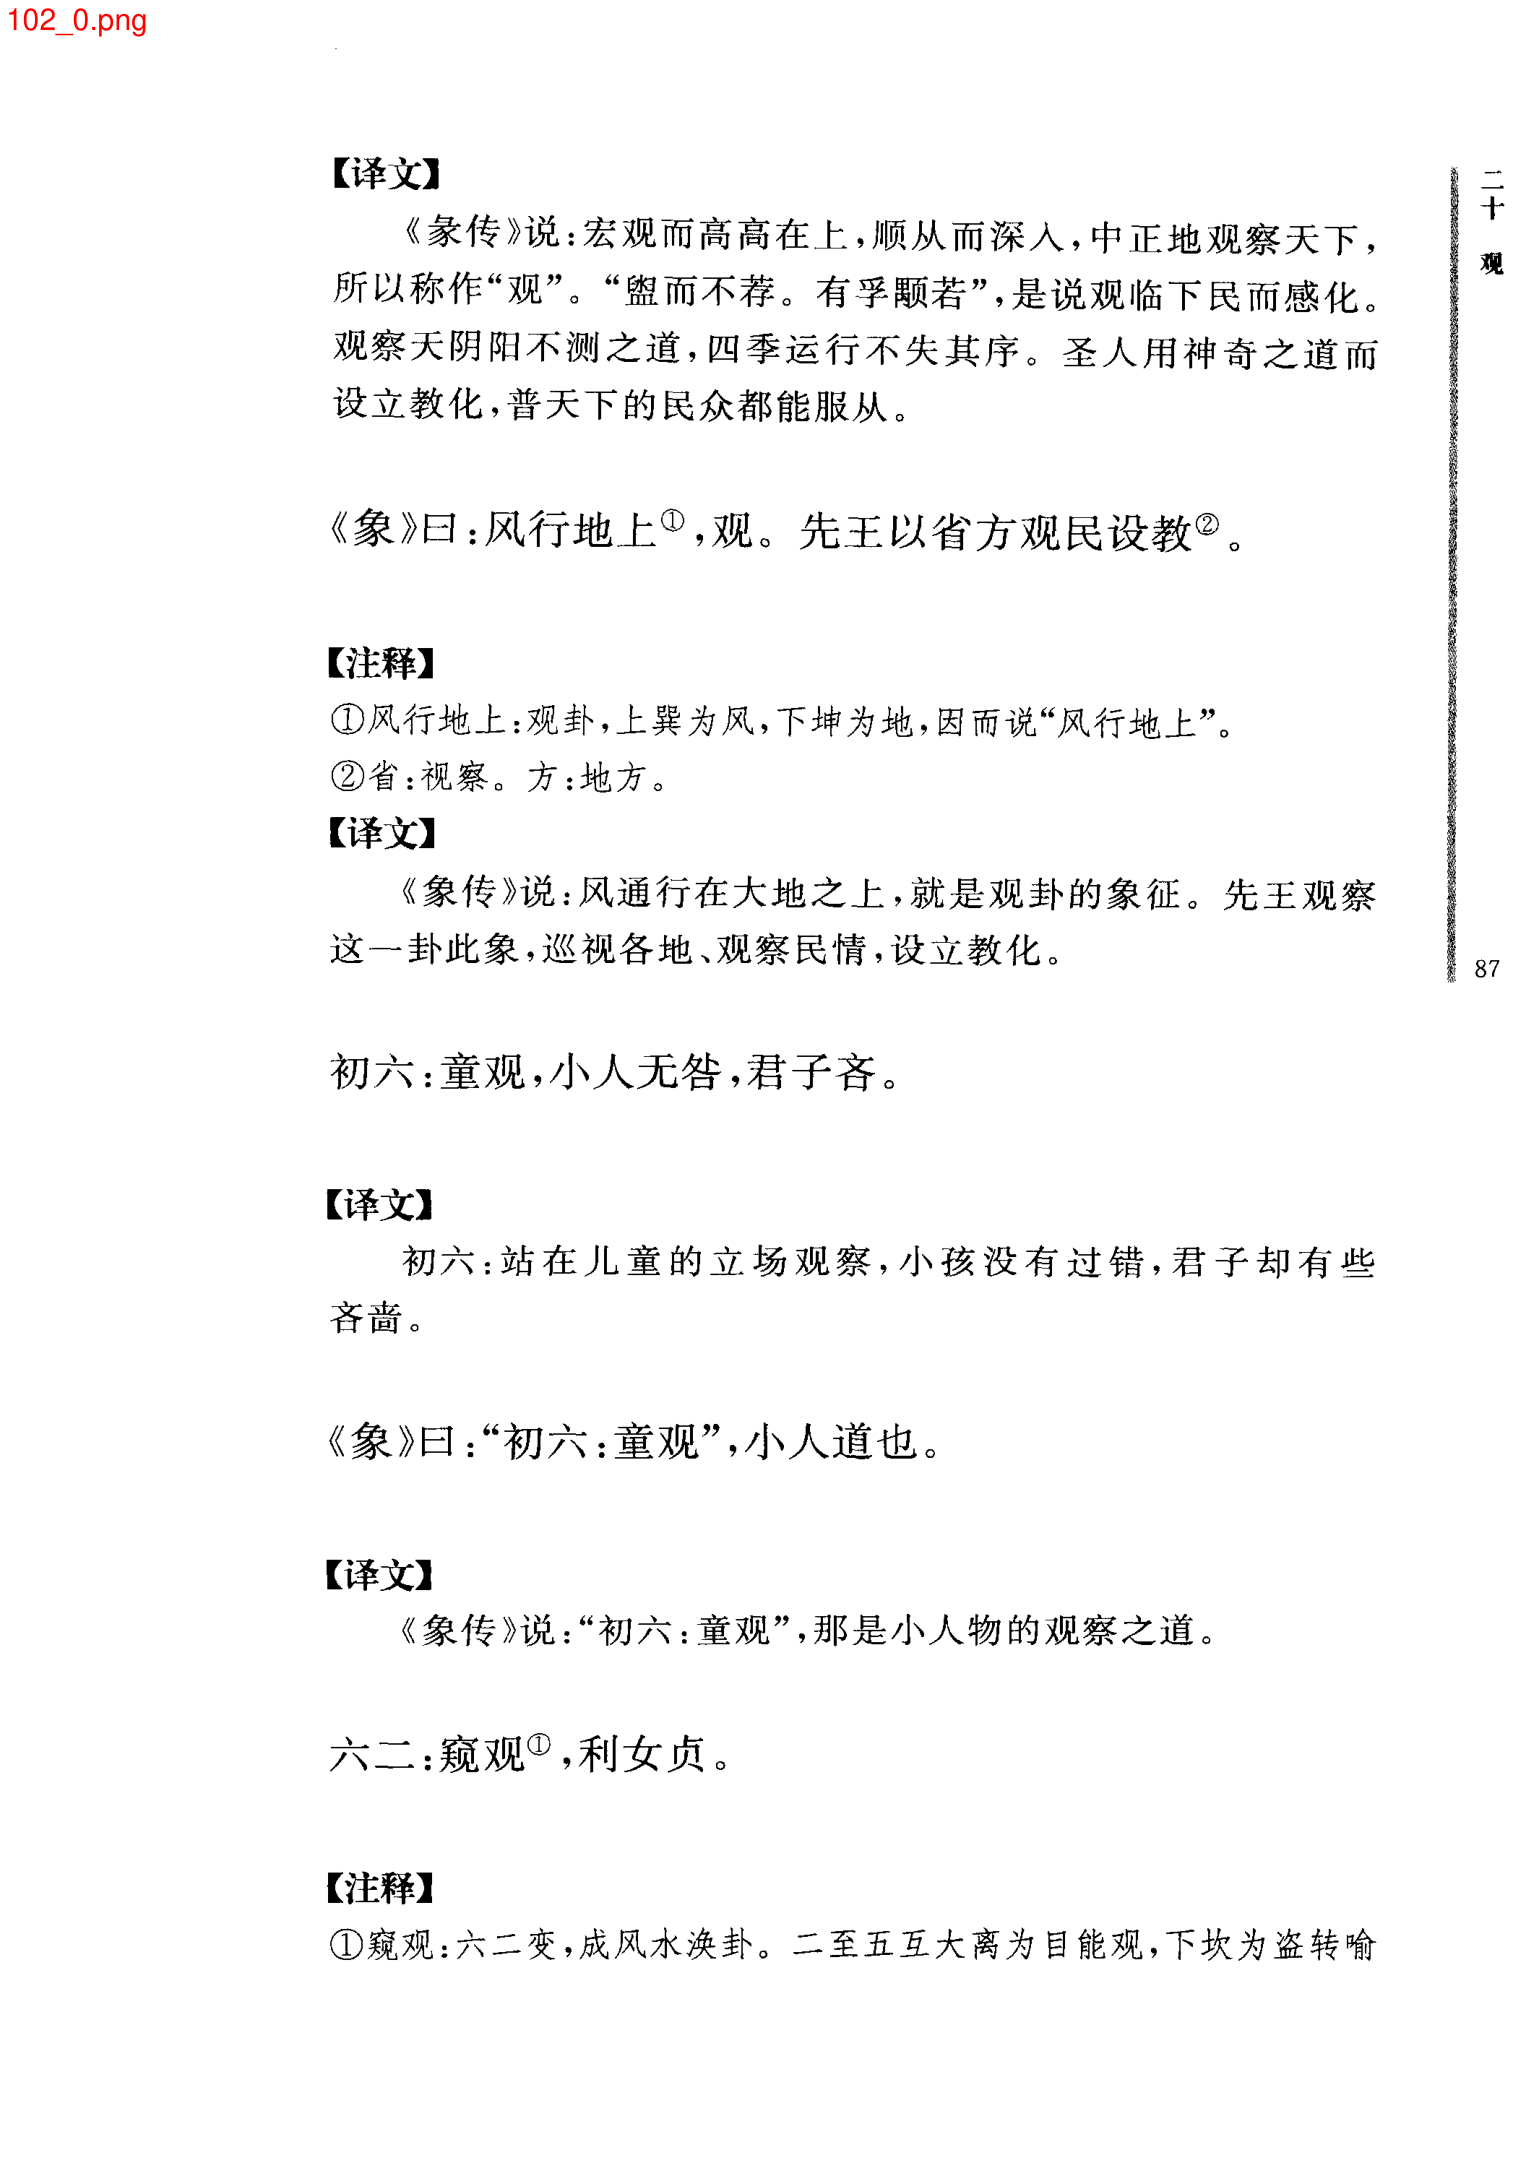 102_0.png
【译文】
《彖传》说：宏观而高高在上，顺从而深入，中正地观察天下，
所以称作“观”。“盥而不荐。有孚颙若”，是说观临下民而感化。
观察天阴阳不测之道，四季运行不失其序。圣人用神奇之道而
设立教化，普天下的民众都能服从。
《象》曰：风行地上①，观。先王以省方观民设教②。
【注释】
①风行地上：观卦，上巽为风，下坤为地，因而说“风行地上”。
②省：视察。方：地方。
【译文】
《象传》说：风通行在大地之上，就是观卦的象征。先王观察
这一卦此象，巡视各地、观察民情，设立教化。
初六：童观，小人无咎，君子吝。
【译文】
初六：站在儿童的立场观察，小孩没有过错，君子却有些
吝啬。
《象》曰：“初六：童观”，小人道也。
【译文】
《象传》说：“初六：童观”，那是小人物的观察之道。
六二：窥观①，利女贞。
【注释】
①窥观：六二变，成风水涣卦。二至五互大离为目能观，下坎为盗转喻
二十 观
87